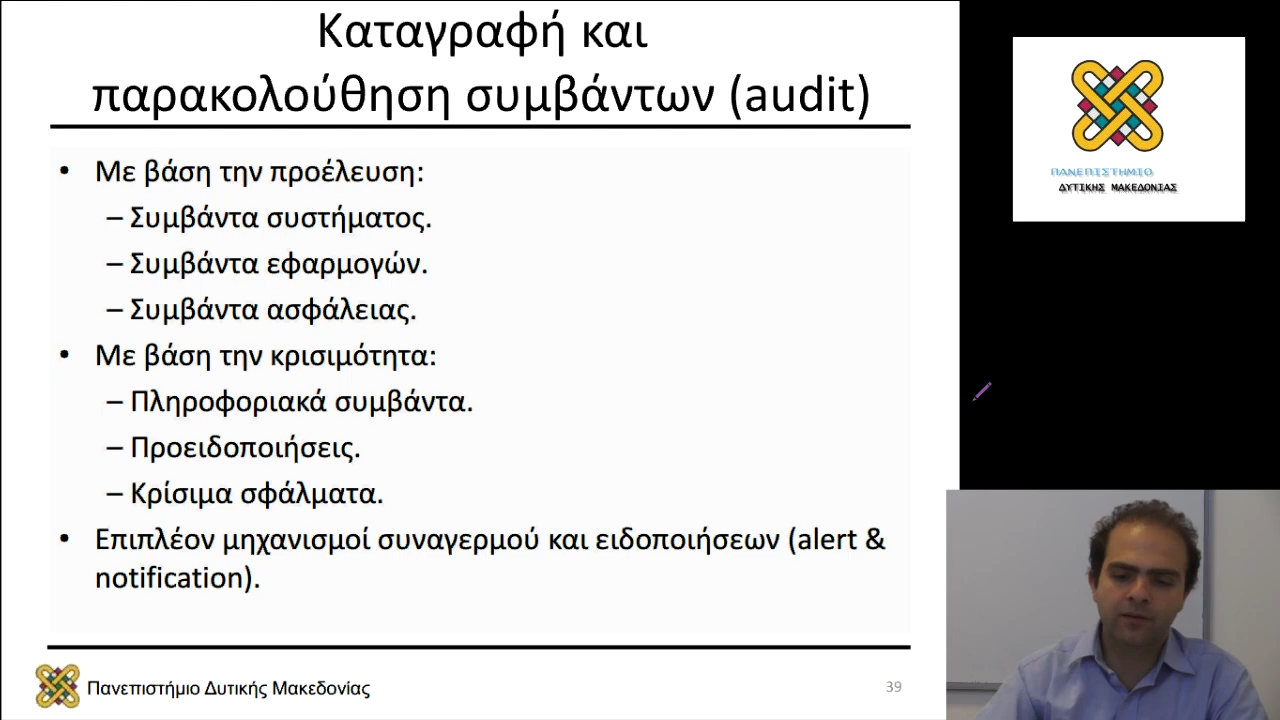 Καταγραφή και
παρακολούθηση συμβάντων (audit)
• Με βάση την προέλευση:
– Συμβάντα συστήματος.
– Συμβάντα εφαρμογών.
– Συμβάντα ασφάλειας.
• Με βάση την κρισιμότητα:
– Πληροφοριακά συμβάντα.
– Προειδοποιήσεις.
– Κρίσιμα σφάλματα.
• Επιπλέον μηχανισμοί συναγερμού και ειδοποιήσεων (alert &
notification).
Πανεπιστήμιο Δυτικής Μακεδονίας
39
ΠΑΝΕΠΙΣΤΗΜΙΟ
ΔΥΤΙΚΗΣ ΜΑΚΕΔΟΝΙΑΣ